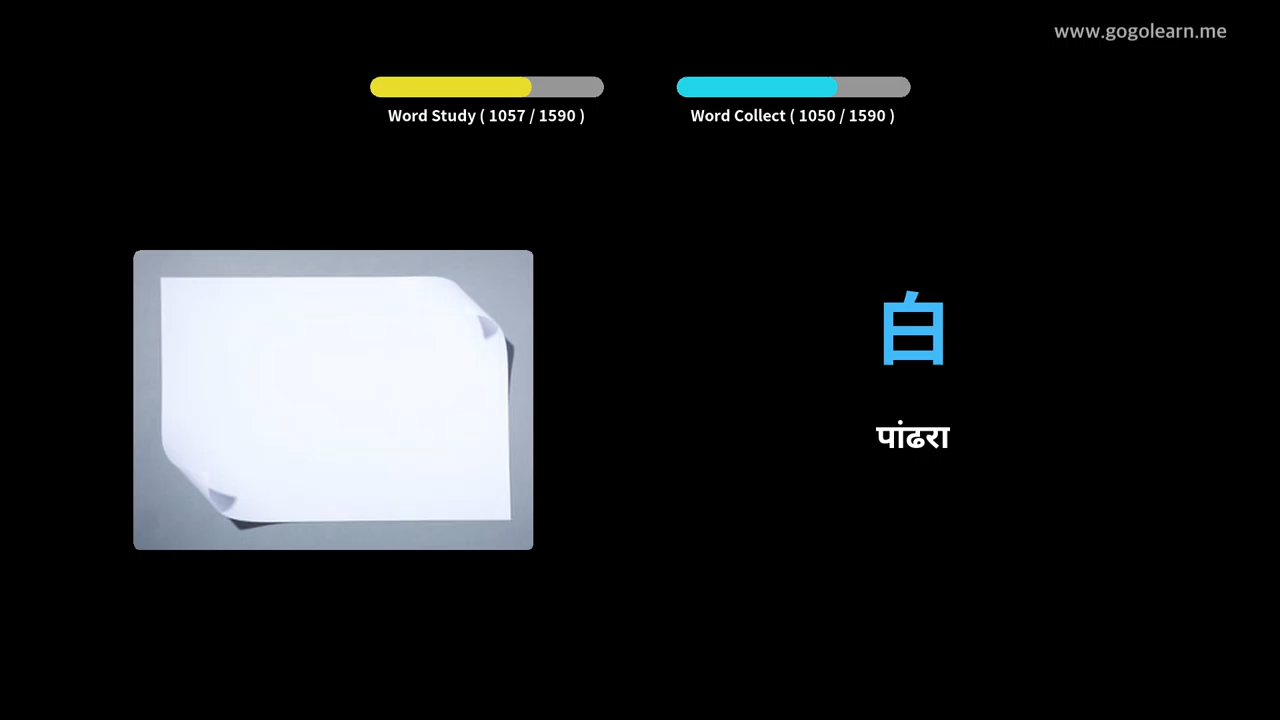 www.gogolearn.me
Word Study ( 1057 / 1590 )
Word Collect ( 1050 / 1590 )
白
पांढरा